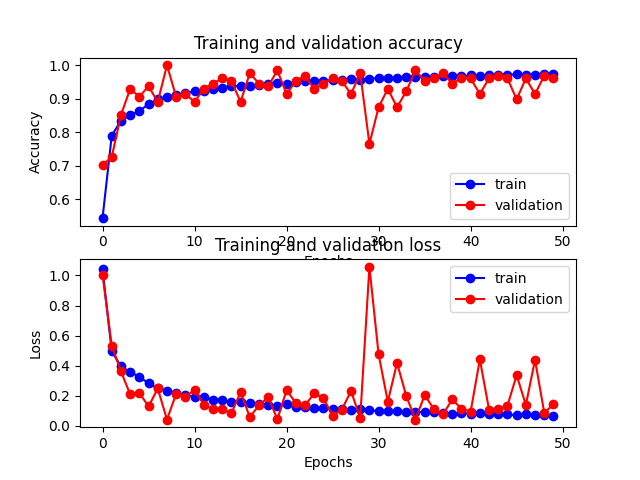 Training and validation accuracy
1.0
0.9
0.8
0.7
0.6
Accuracy
train
validation
0 10 20 30 40 50
Epochs
Training and validation loss
1.0
0.8
0.6
0.4
0.2
0.0
Loss
train
validation
0 10 20 30 40 50
Epochs